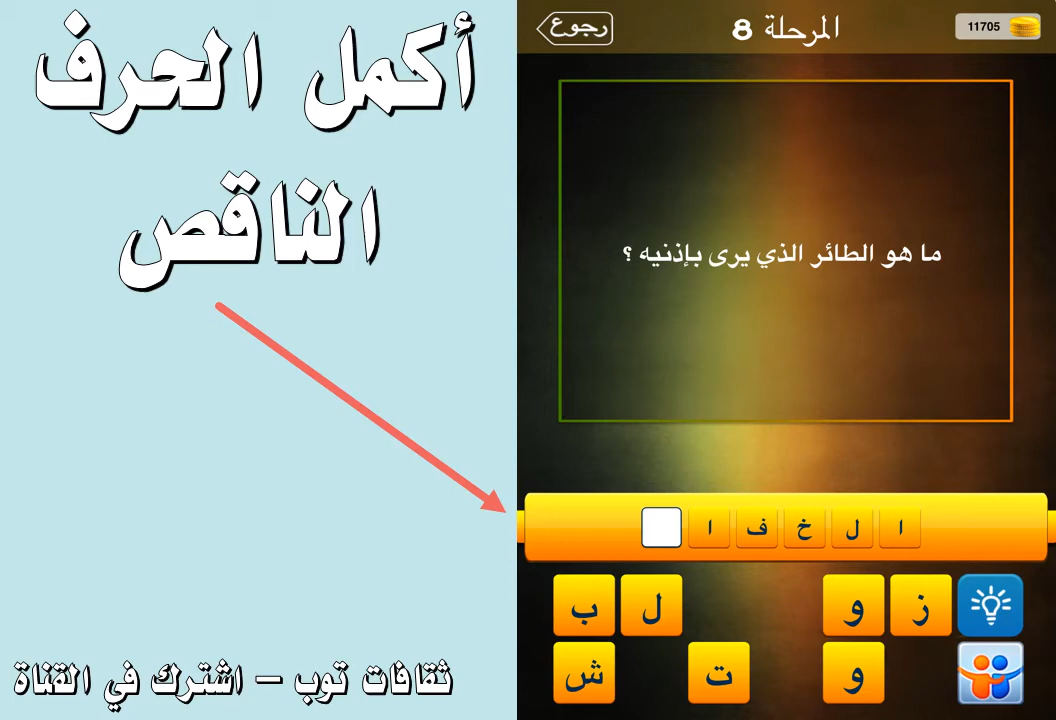 أكمل الحرف
الناقص
ثقافات توب – اشترك في القناة
رجوع
المرحلة 8
11705
ما هو الطائر الذي يرى بإذنيه ؟
ا ل خ ف ا
ز و ل ب
و ت ش